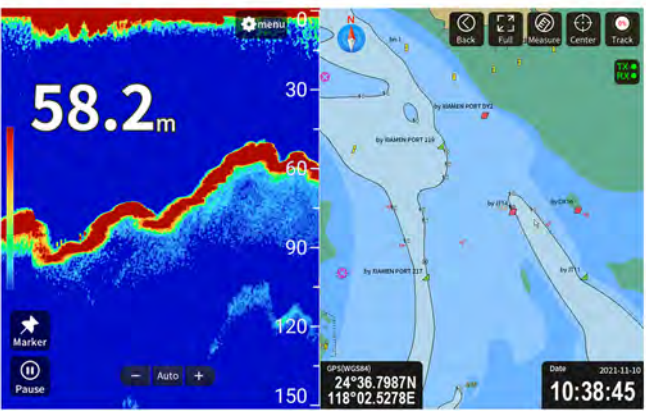 0
menu
58.2m
30
60
90
120
150
Marker
Pause
− Auto +
N
Back
Full
Measure
Center
Track
TX
RX
by XIAMEN PORT DY2
by XIAMEN PORT 116
by XIAMEN PORT 217
GPS(WGS84)
24°36.7987N
118°02.5278E
Date 2021-11-10
10:38:45